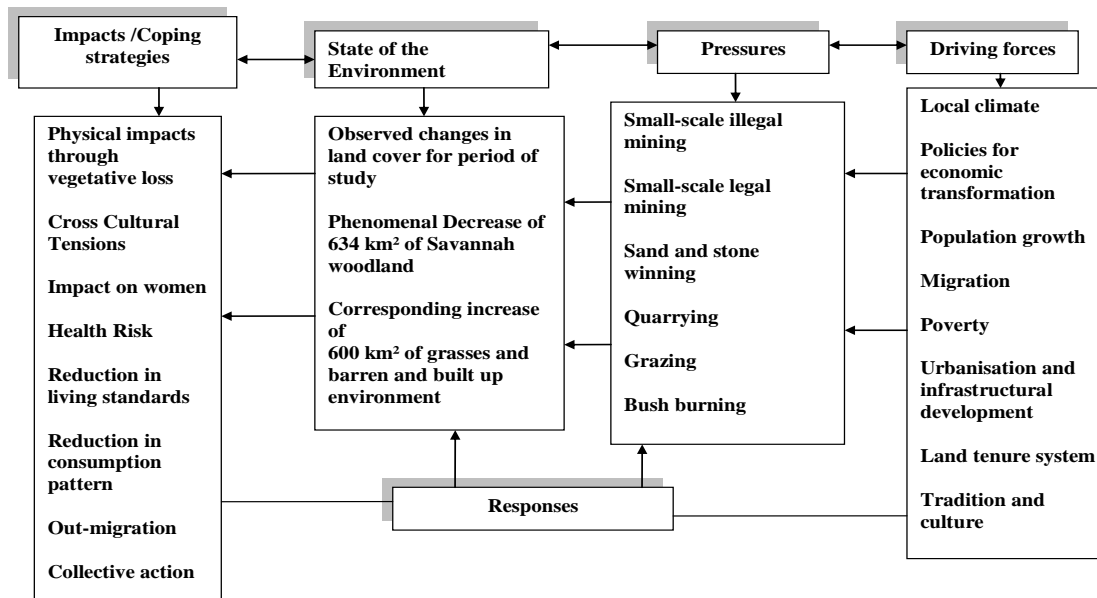 Impacts /Coping
strategies
State of the
Environment
Pressures
Driving forces
Physical impacts
through
vegetative loss
Cross Cultural
Tensions
Impact on women
Health Risk
Reduction in
living standards
Reduction in
consumption
pattern
Out-migration
Collective action
Observed changes in
land cover for period of
study
Phenomenal Decrease of
634 km² of Savannah
woodland
Corresponding increase
of
600 km² of grasses and
barren and built up
environment
Small-scale illegal
mining
Small-scale legal
mining
Sand and stone
winning
Quarrying
Grazing
Bush burning
Local climate
Policies for
economic
transformation
Population growth
Migration
Poverty
Urbanisation and
infrastructural
development
Land tenure system
Tradition and
culture
Responses